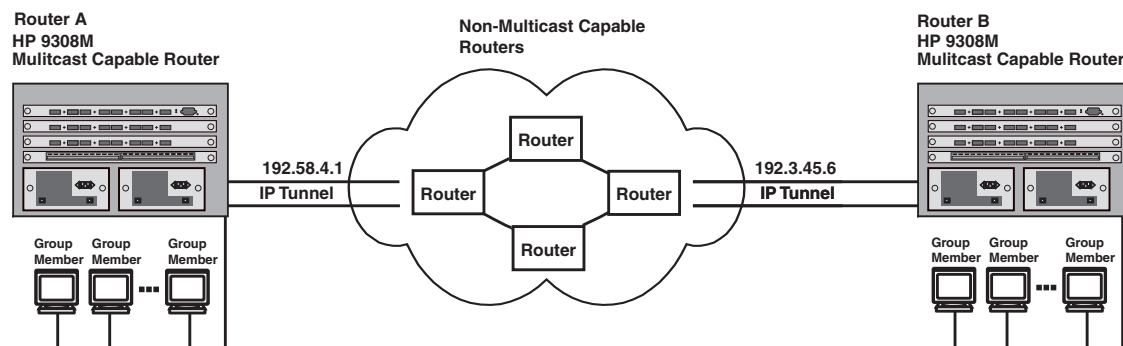 Router A
HP 9308M
Mulitcast Capable Router
Non-Multicast Capable
Routers
Router B
HP 9308M
Mulitcast Capable Router
Router
192.58.4.1
IP Tunnel
Router
Router
192.3.45.6
IP Tunnel
Router
Group
Member
Group
Member
Group
Member
Group
Member
Group
Member
Group
Member